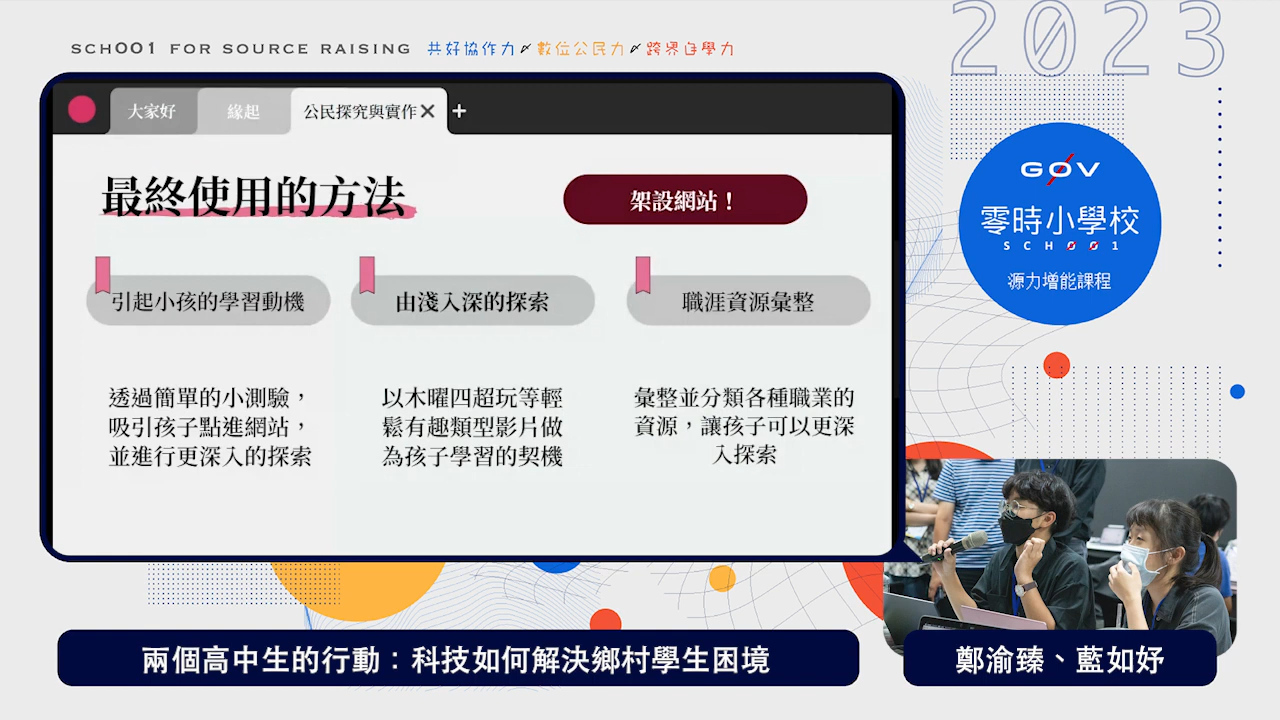 SCHOO1 FOR SOURCE RAISING 共好協作力 數位公民力 跨界自學力
2023
大家好 緣起 公民探究與實作 ✕ +
最終使用的方法
架設網站！
引起小孩的學習動機
由淺入深的探索
職涯資源彙整
透過簡單的小測驗，
吸引孩子點進網站，
並進行更深入的探索
以木曜四超玩等輕
鬆有趣類型影片做
為孩子學習的契機
彙整並分類各種職業的
資源，讓孩子可以更深
入探索
G0V
零時小學校
SCHOO1
源力增能課程
兩個高中生的行動：科技如何解決鄉村學生困境
鄭渝臻、藍如妤